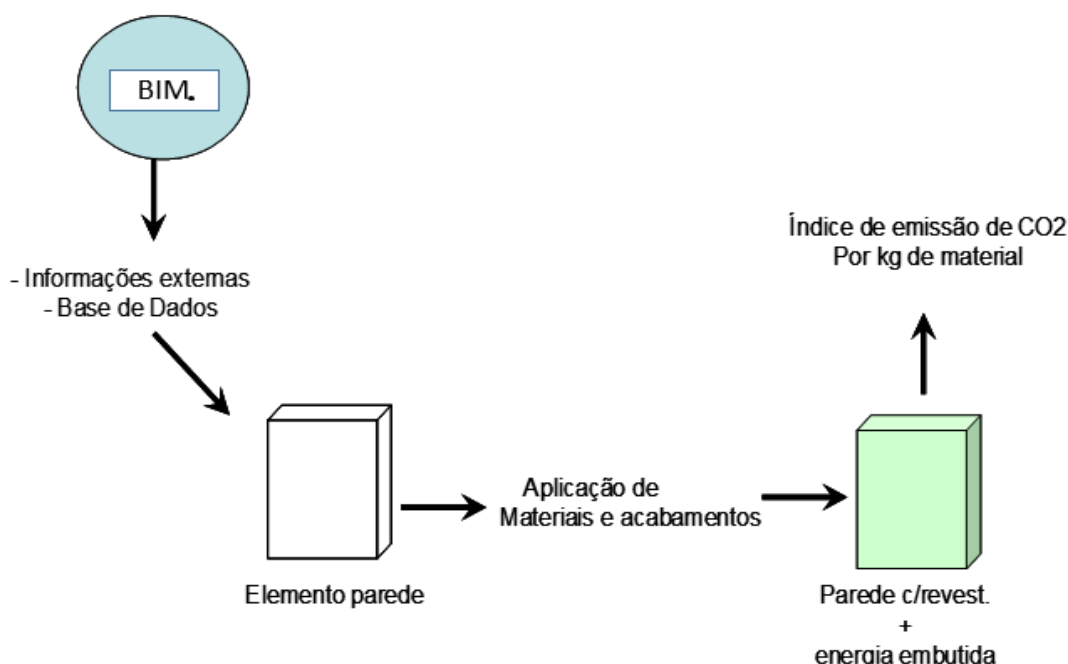 BIM.
- Informações externas
- Base de Dados
Elemento parede
Aplicação de
Materiais e acabamentos
Índice de emissão de CO2
Por kg de material
Parede c/revest.
+
energia embutida